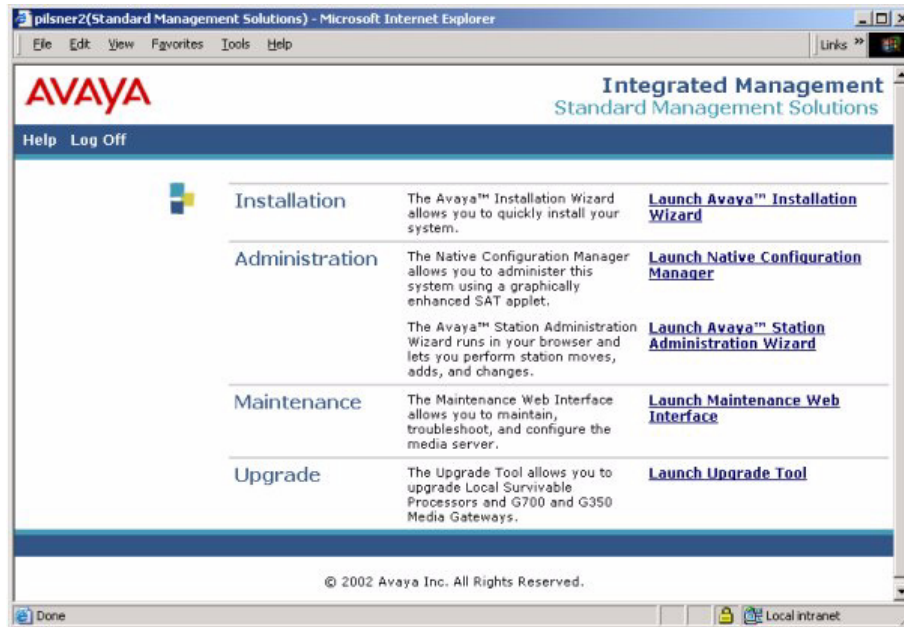 pilsner2(Standard Management Solutions) - Microsoft Internet Explorer
File Edit View Favorites Tools Help
Links »
AVAYA
Integrated Management
Standard Management Solutions
Help Log Off
Installation
The Avaya™ Installation Wizard
allows you to quickly install your
system.
Launch Avaya™ Installation
Wizard
Administration
The Native Configuration Manager
allows you to administer this
system using a graphically
enhanced SAT applet.
Launch Native Configuration
Manager
The Avaya™ Station Administration
Wizard runs in your browser and
lets you perform station moves,
adds, and changes.
Launch Avaya™ Station
Administration Wizard
Maintenance
The Maintenance Web Interface
allows you to maintain,
troubleshoot, and configure the
media server.
Launch Maintenance Web
Interface
Upgrade
The Upgrade Tool allows you to
upgrade Local Survivable
Processors and G700 and G350
Media Gateways.
Launch Upgrade Tool
© 2002 Avaya Inc. All Rights Reserved.
Done
Local intranet